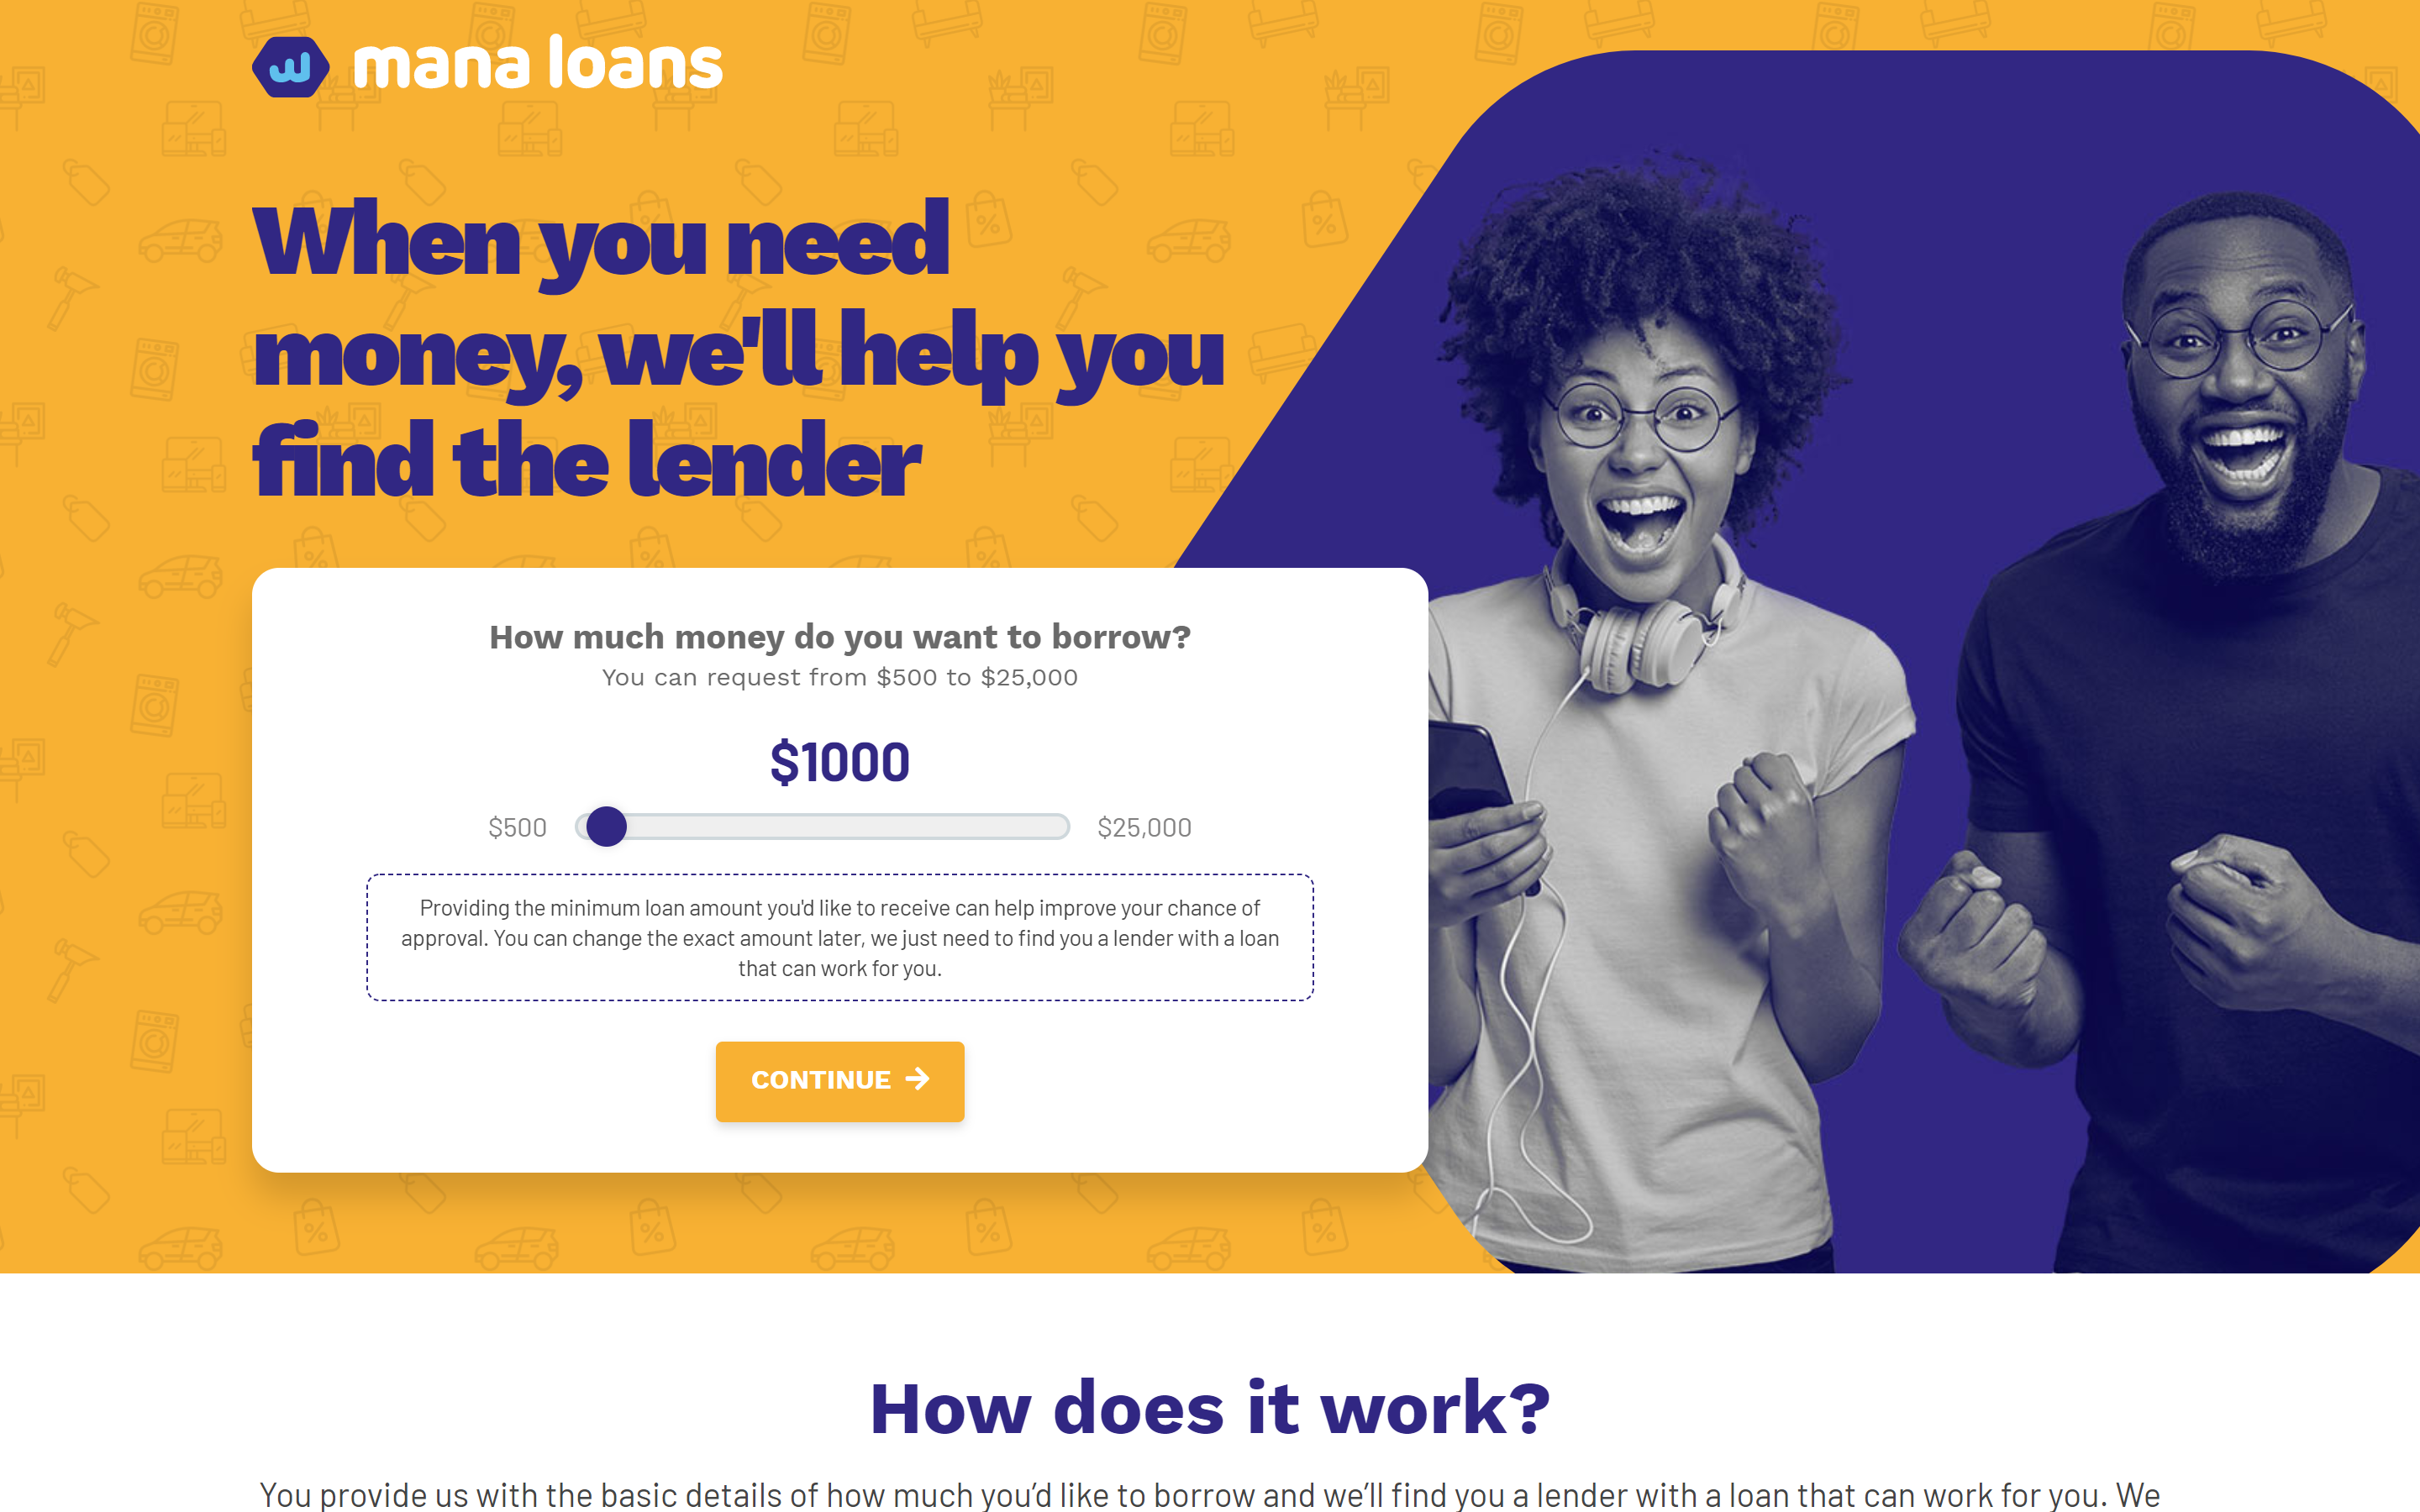 mana loans
When you need
money, we'll help you
find the lender
How much money do you want to borrow?
You can request from $500 to $25,000
$1000
$500 $25,000
Providing the minimum loan amount you'd like to receive can help improve your chance of
approval. You can change the exact amount later, we just need to find you a lender with a loan
that can work for you.
CONTINUE
How does it work?
You provide us with the basic details of how much you’d like to borrow and we’ll find you a lender with a loan that can work for you. We